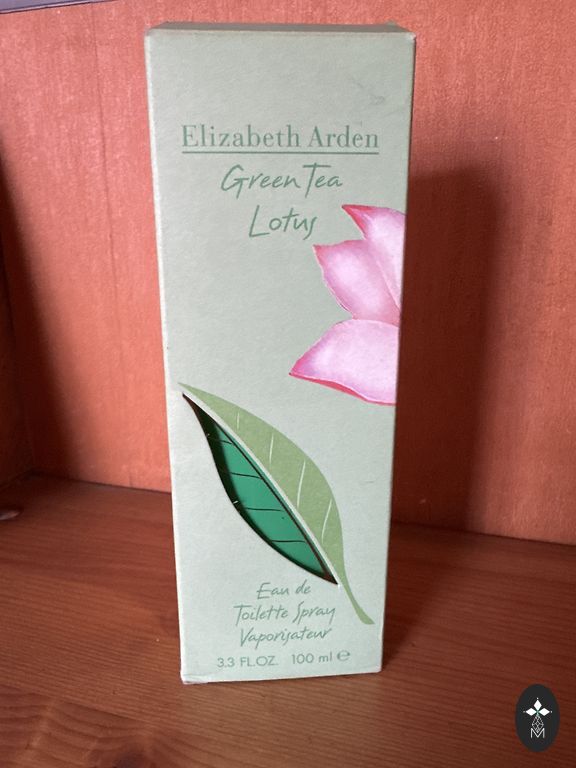 Elizabeth Arden
Green Tea
Lotus
Eau de
Toilette Spray
Vaporisateur
3.3 FL.OZ. 100 ml ℮
M